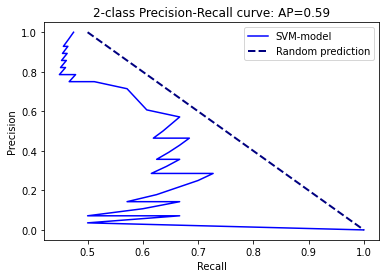 2-class Precision-Recall curve: AP=0.59
SVM-model
Random prediction
Precision
1.0
0.8
0.6
0.4
0.2
0.0
0.5
0.6
0.7
0.8
0.9
1.0
Recall